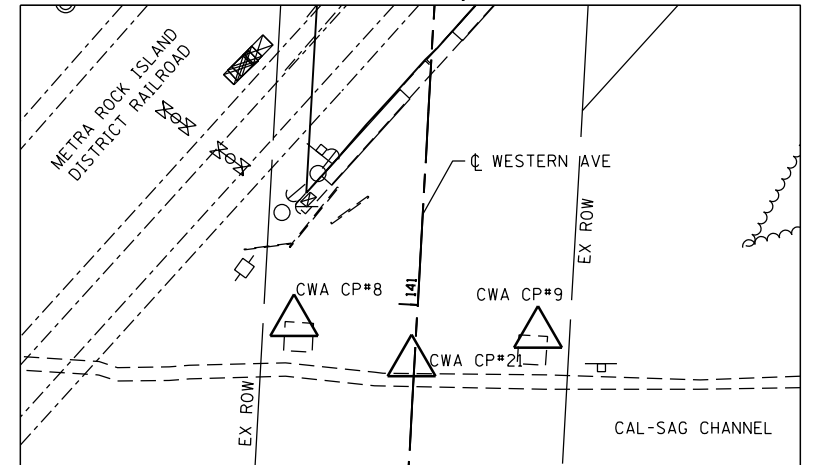 METRA ROCK ISLAND
DISTRICT RAILROAD
℄ WESTERN AVE
EX ROW
141
CWA CP#8
CWA CP#9
CWA CP#21
EX ROW
CAL-SAG CHANNEL